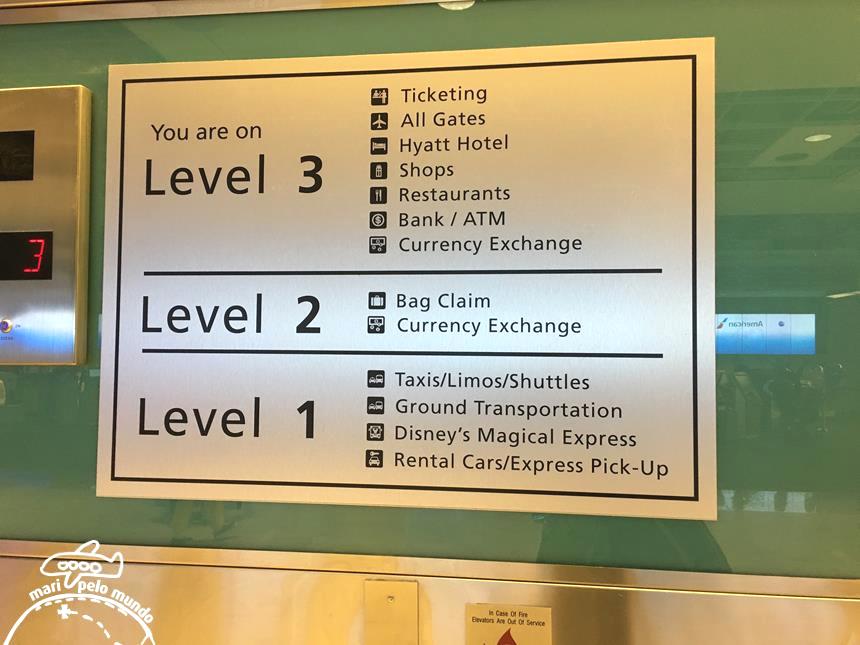 You are on
Level 3
Ticketing
All Gates
Hyatt Hotel
Shops
Restaurants
Bank / ATM
Currency Exchange
Level 2
Bag Claim
Currency Exchange
Level 1
Taxis/Limos/Shuttles
Ground Transportation
Disney's Magical Express
Rental Cars/Express Pick-Up
3
American
mari pelo mundo
In Case Of Fire
Elevators Are Out Of Service